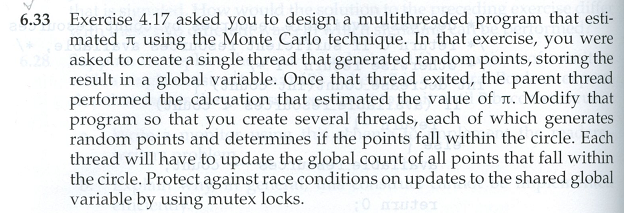 6.33 Exercise 4.17 asked you to design a multithreaded program that esti-
mated π using the Monte Carlo technique. In that exercise, you were
asked to create a single thread that generated random points, storing the
result in a global variable. Once that thread exited, the parent thread
performed the calcuation that estimated the value of π. Modify that
program so that you create several threads, each of which generates
random points and determines if the points fall within the circle. Each
thread will have to update the global count of all points that fall within
the circle. Protect against race conditions on updates to the shared global
variable by using mutex locks.